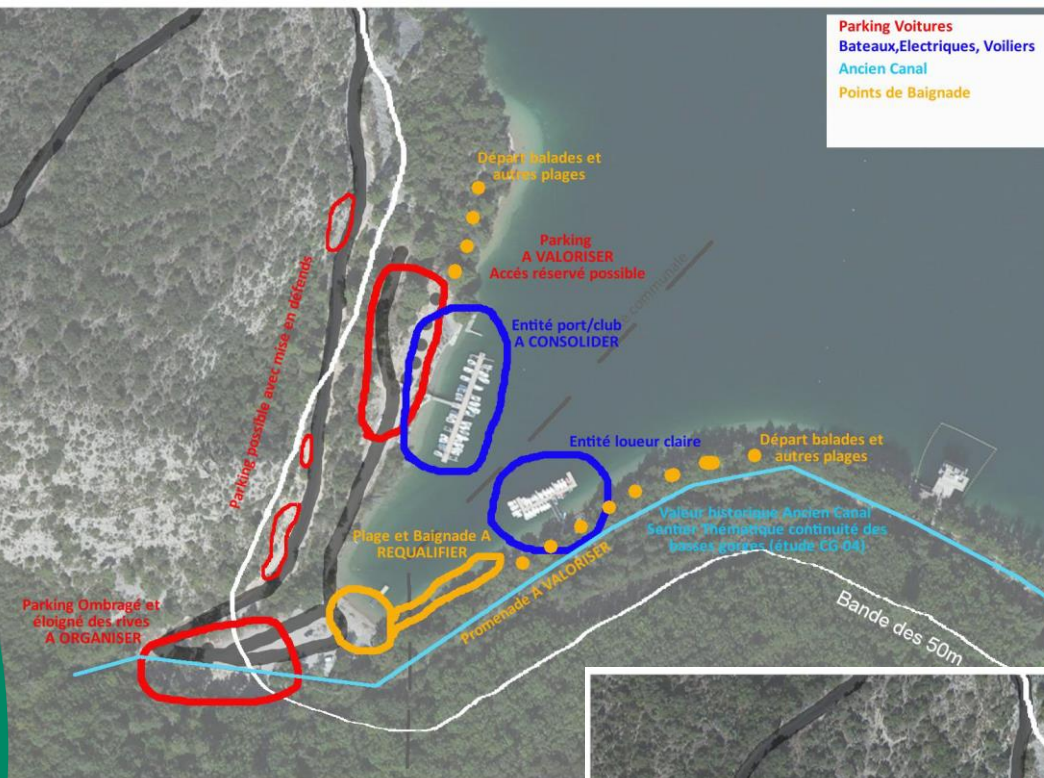 Parking Voitures
Bateaux,Electriques, Voiliers
Ancien Canal
Points de Baignade
Départ balades et
autres plages
Parking
A VALORISER
Accés réservé possible
communale
Parking possible avec mise en défends
Entité port/club
A CONSOLIDER
Entité loueur claire
Départ balades et
autres plages
Valeur historique Ancien Canal
Sentier Thématique continuité des
basses gorges (étude CG 04)
Plage et Baignade A
REQUALIFIER
Promenade A VALORISER
Parking Ombragé et
éloigné des rives
A ORGANISER
Bande des 50m